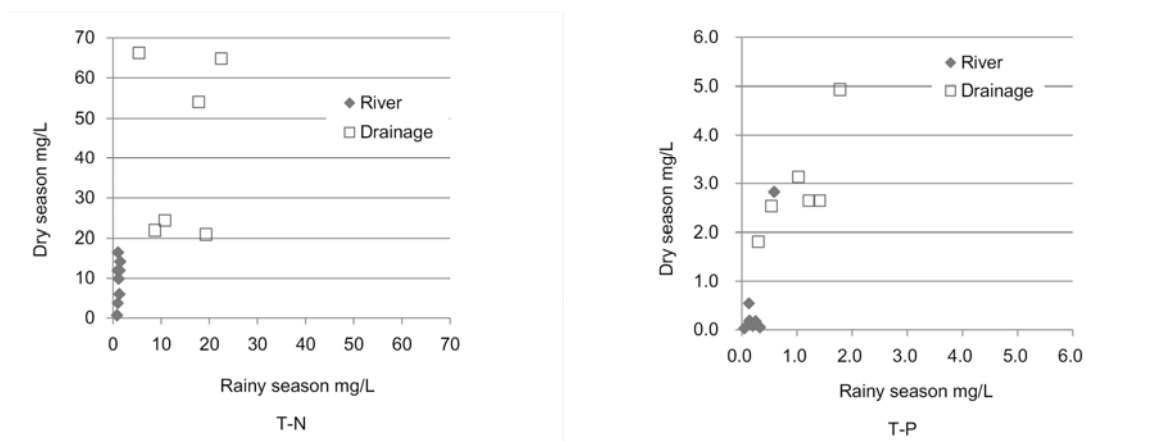 70
60
50
40
30
20
10
0
Dry season mg/L
River
Drainage
0 10 20 30 40 50 60 70
Rainy season mg/L
T-N
6.0
5.0
4.0
3.0
2.0
1.0
0.0
Dry season mg/L
River
Drainage
0.0 1.0 2.0 3.0 4.0 5.0 6.0
Rainy season mg/L
T-P